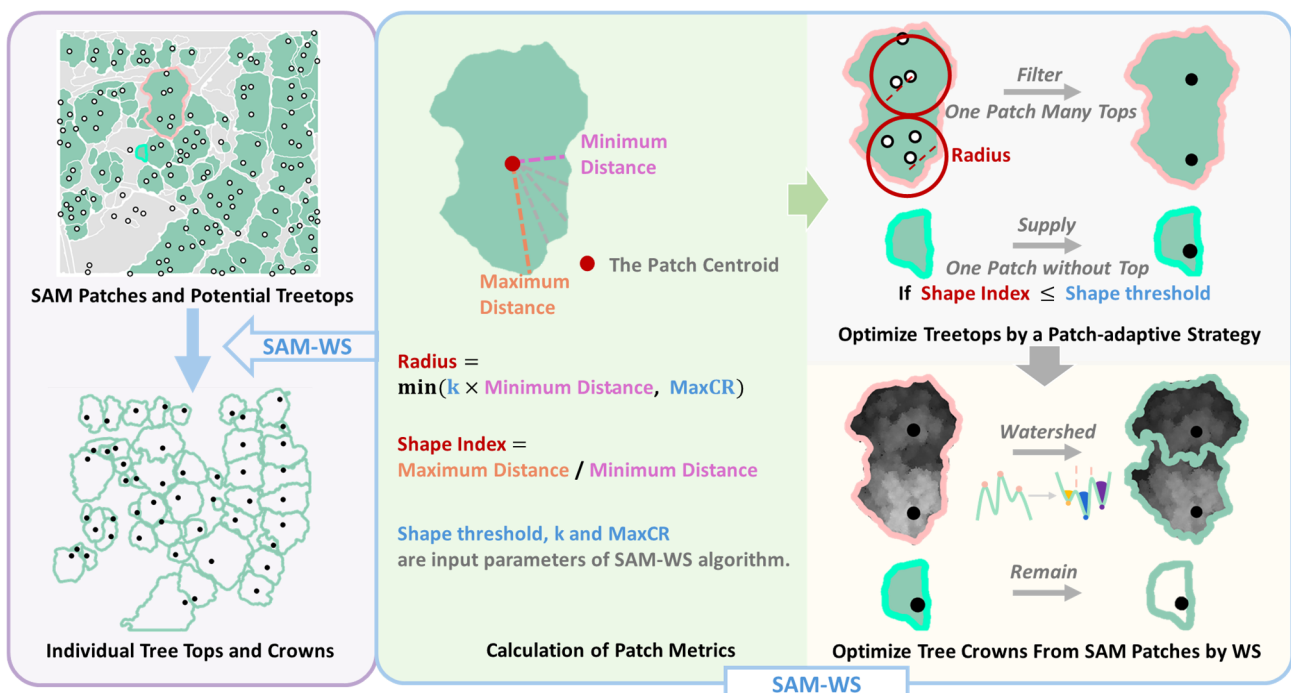 SAM Patches and Potential Treetops
SAM-WS
Individual Tree Tops and Crowns
Minimum
Distance
The Patch Centroid
Maximum
Distance
Radius =
min(k × Minimum Distance, MaxCR)
Shape Index =
Maximum Distance / Minimum Distance
Shape threshold, k and MaxCR
are input parameters of SAM-WS algorithm.
Calculation of Patch Metrics
Filter
One Patch Many Tops
Radius
Supply
One Patch without Top
If Shape Index ≤ Shape threshold
Optimize Treetops by a Patch-adaptive Strategy
Watershed
Remain
Optimize Tree Crowns From SAM Patches by WS
SAM-WS